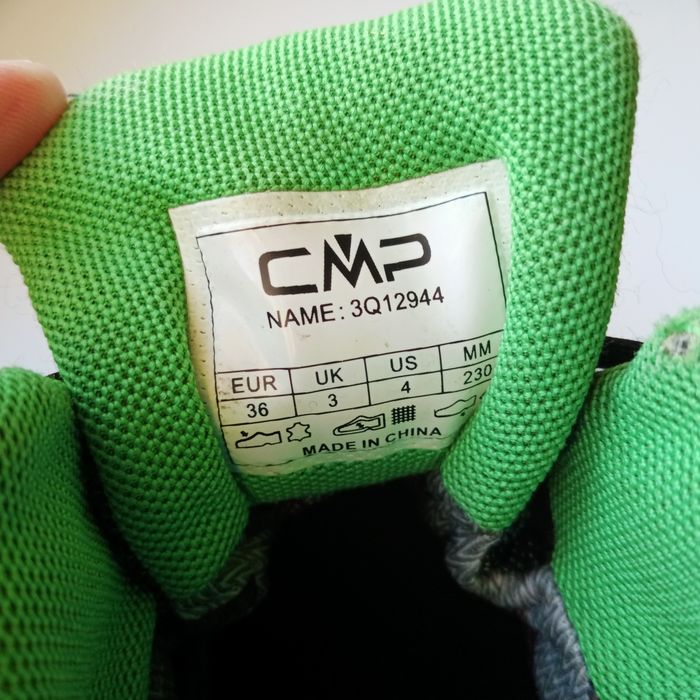 CMP
NAME: 3Q12944
EUR UK US MM
36 3 4 230
MADE IN CHINA